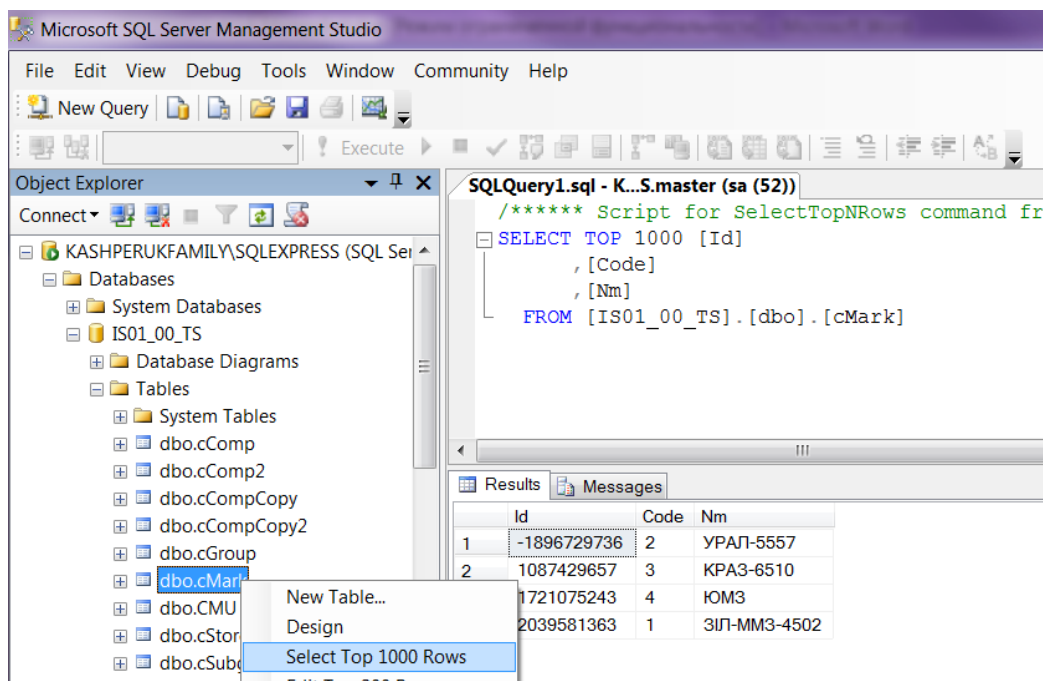 Microsoft SQL Server Management Studio
File Edit View Debug Tools Window Community Help
New Query
Execute
Object Explorer
Connect
KASHPERUKFAMILY\SQLEXPRESS (SQL Ser
Databases
System Databases
IS01_00_TS
Database Diagrams
Tables
System Tables
dbo.cComp
dbo.cComp2
dbo.cCompCopy
dbo.cCompCopy2
dbo.cGroup
dbo.cMark
dbo.CMU
dbo.cStor
dbo.cSubg
New Table...
Design
Select Top 1000 Rows
SQLQuery1.sql - K...S.master (sa (52))
/****** Script for SelectTopNRows command fr
SELECT TOP 1000 [Id]
,[Code]
,[Nm]
FROM [IS01_00_TS].[dbo].[cMark]
Results Messages
Id Code Nm
1 -1896729736 2 УРАЛ-5557
2 1087429657 3 КРАЗ-6510
1721075243 4 ЮМЗ
2039581363 1 ЗІЛ-ММЗ-4502